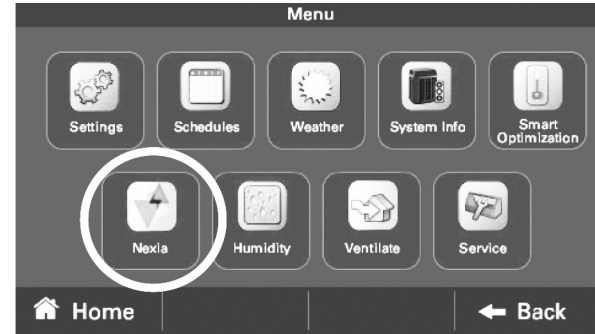 Menu
Settings
Schedules
Weather
System Info
Smart
Optimization
Nexia
Humidity
Ventilate
Service
Home
Back